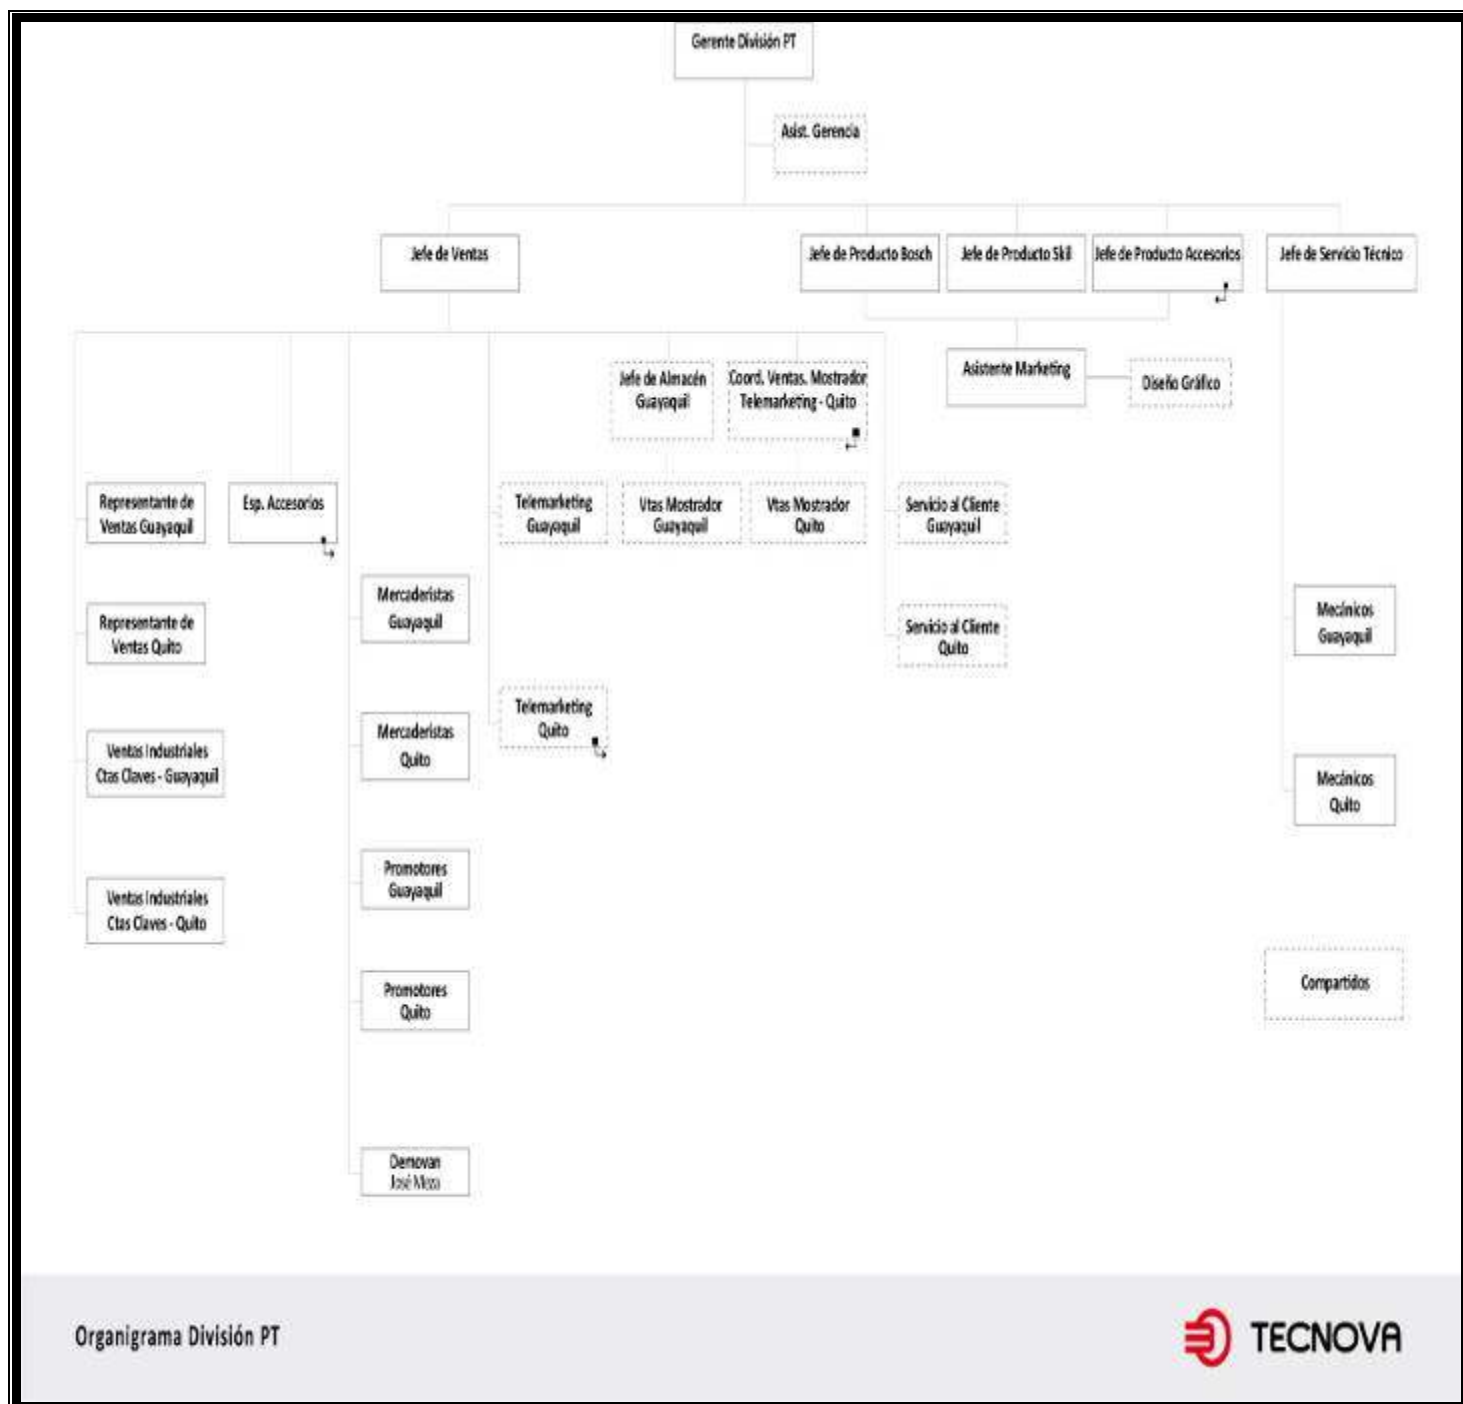 Gerente División PT
Asist. Gerencia
Jefe de Ventas
Jefe de Producto Bosch
Jefe de Producto Skil
Jefe de Producto Accesorios
Jefe de Servicio Técnico
Jefe de Almacén
Guayaquil
Coord. Ventas. Mostrador
Telemarketing - Quito
Asistente Marketing
Diseño Gráfico
Representante de
Ventas Guayaquil
Esp. Accesorios
Telemarketing
Guayaquil
Vtas Mostrador
Guayaquil
Vtas Mostrador
Quito
Servicio al Cliente
Guayaquil
Mercaderistas
Guayaquil
Representante de
Ventas Quito
Servicio al Cliente
Quito
Mecánicos
Guayaquil
Telemarketing
Quito
Mercaderistas
Quito
Ventas Industriales
Ctas Claves - Guayaquil
Mecánicos
Quito
Promotores
Guayaquil
Ventas Industriales
Ctas Claves - Quito
Promotores
Quito
Compartidos
Demovan
José Meza
Organigrama División PT
TECNOVA